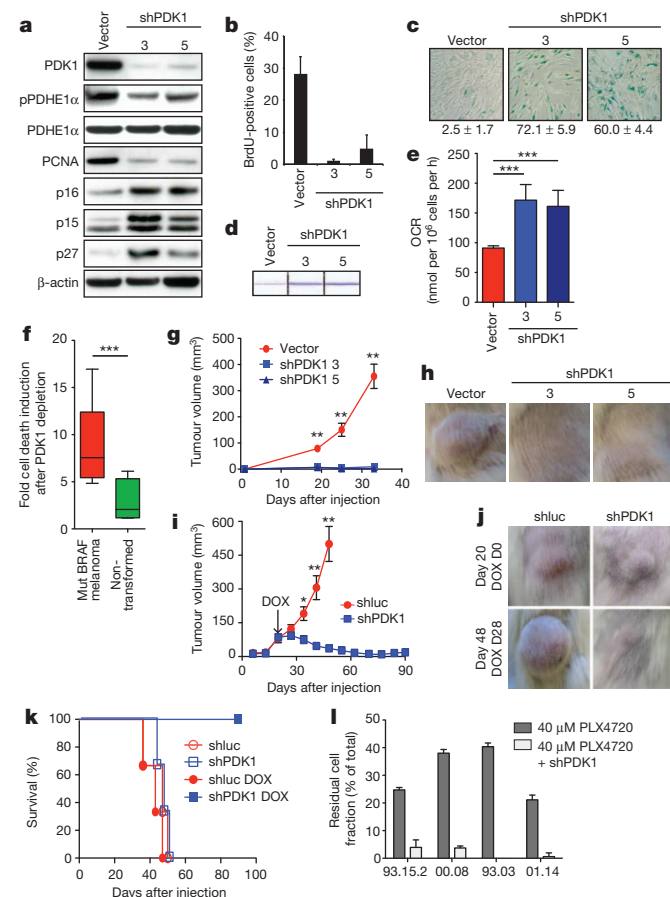 a
Vector
shPDK1
3
5
PDK1
pPDHE1α
PDHE1α
PCNA
p16
p15
p27
β-actin
b
BrdU-positive cells (%)
40
30
20
10
0
Vector
3
5
shPDK1
c
shPDK1
Vector
3
5
2.5 ± 1.7
72.1 ± 5.9
60.0 ± 4.4
d
Vector
shPDK1
3
5
e
OCR
(nmol per 10⁶ cells per h)
250
200
150
100
50
0
***
***
Vector
3
5
shPDK1
f
Fold cell death induction
after PDK1 depletion
20
15
10
5
0
***
Mut BRAF
melanoma
Non-
transformed
g
Tumour volume (mm³)
500
400
300
200
100
0
Vector
shPDK1 3
shPDK1 5
**
**
**
0
10
20
30
40
Days after injection
h
shPDK1
Vector
3
5
i
Tumour volume (mm³)
600
450
300
150
0
DOX
*
**
**
shluc
shPDK1
0
20
40
60
80
90
Days after injection
j
shluc
shPDK1
Day 20
DOX D0
Day 48
DOX D28
k
Survival (%)
100
80
60
40
20
0
shluc
shPDK1
shluc DOX
shPDK1 DOX
0
20
40
60
80
100
Days after injection
l
Residual cell
fraction (% of total)
50
40
30
20
10
0
40 μM PLX4720
40 μM PLX4720
+ shPDK1
93.15.2
00.08
93.03
01.14